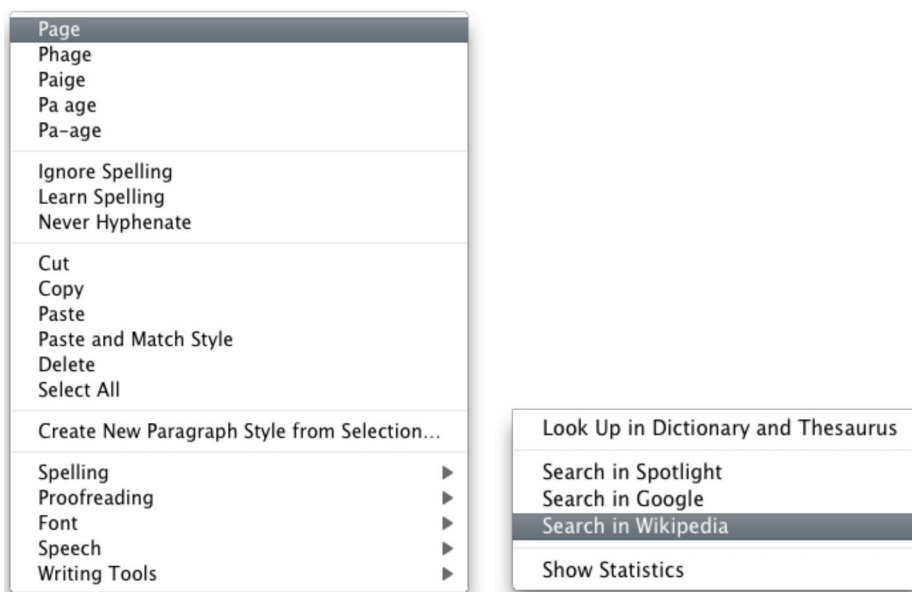 Page
Phage
Paige
Pa age
Pa-age
Ignore Spelling
Learn Spelling
Never Hyphenate
Cut
Copy
Paste
Paste and Match Style
Delete
Select All
Create New Paragraph Style from Selection...
Spelling
Proofreading
Font
Speech
Writing Tools
Look Up in Dictionary and Thesaurus
Search in Spotlight
Search in Google
Search in Wikipedia
Show Statistics